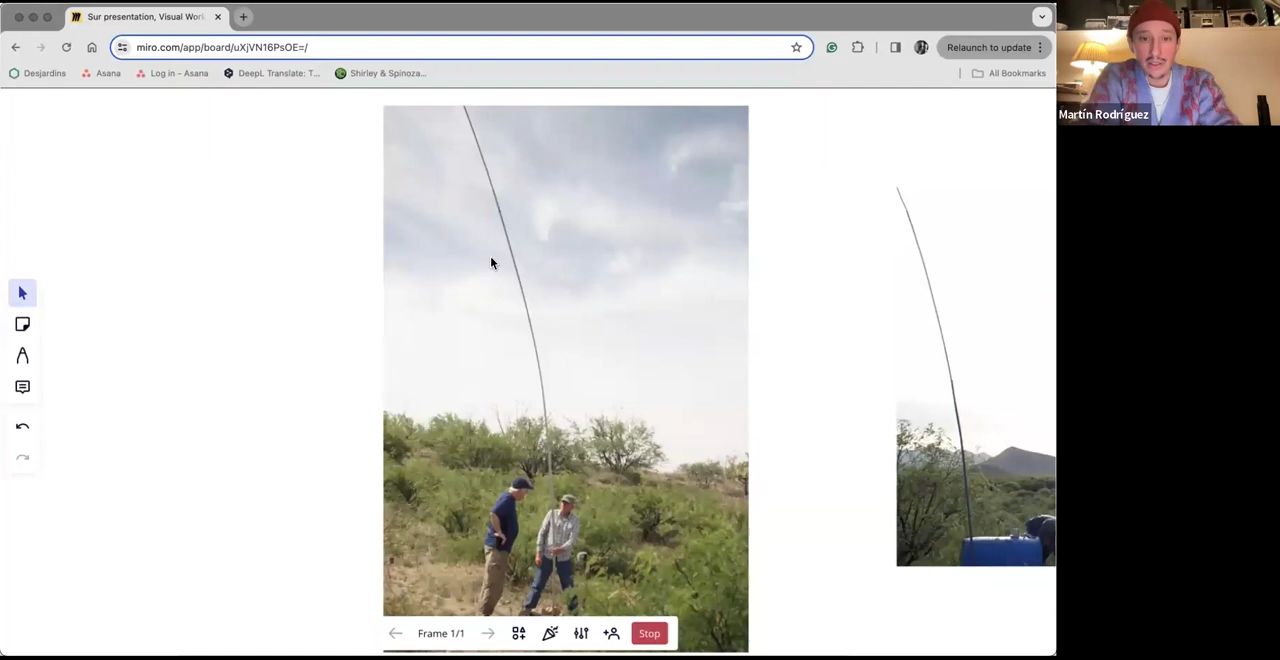 Sur presentation, Visual Work
miro.com/app/board/uXjVN16PsOE=/
Relaunch to update
Desjardins
Asana
Log in - Asana
DeepL Translate: T...
Shirley & Spinoza...
All Bookmarks
Martín Rodríguez
Frame 1/1
Stop